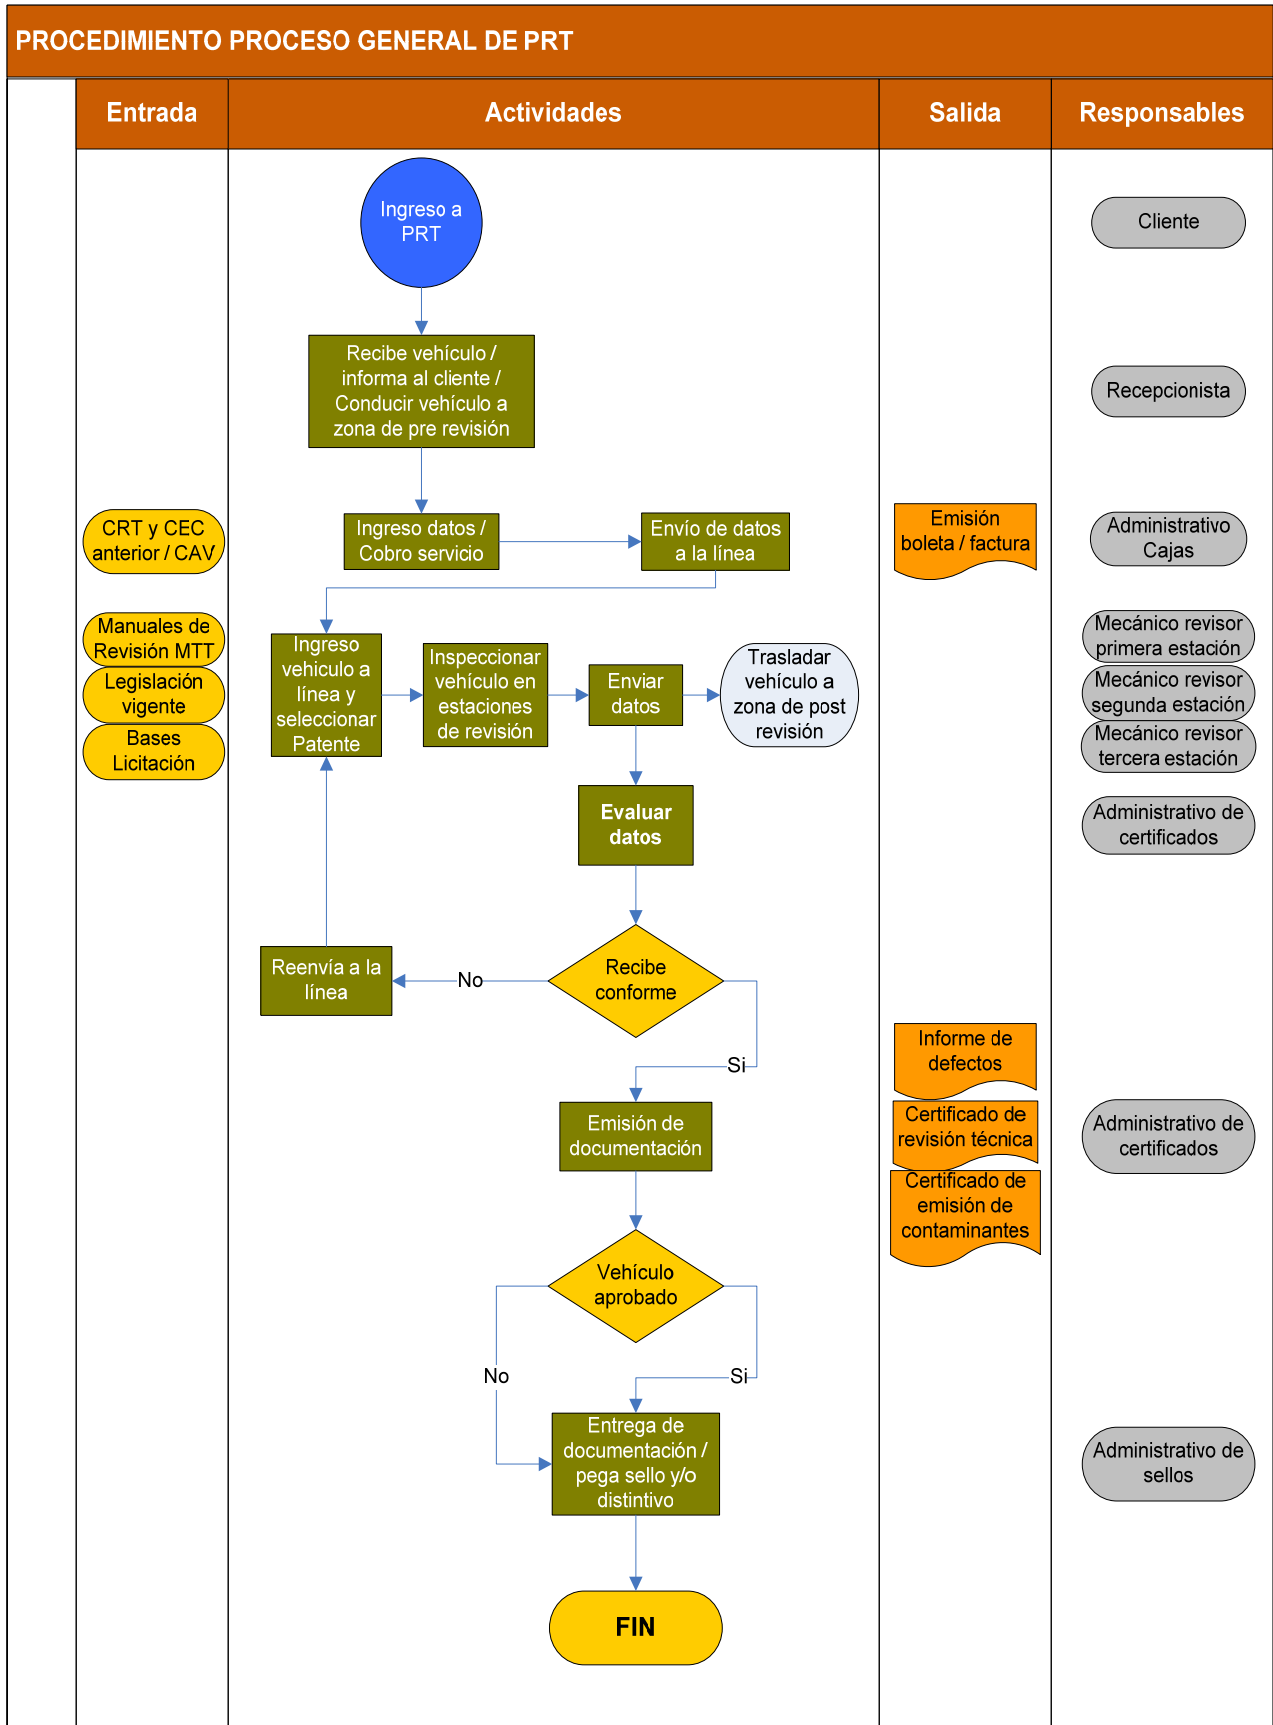 PROCEDIMIENTO PROCESO GENERAL DE PRT
Entrada
Actividades
Salida
Responsables
Ingreso a
PRT
Cliente
Recibe vehículo /
informa al cliente /
Conducir vehículo a
zona de pre revisión
Recepcionista
CRT y CEC
anterior / CAV
Ingreso datos /
Cobro servicio
Envío de datos
a la línea
Emisión
boleta / factura
Administrativo
Cajas
Manuales de
Revisión MTT
Legislación
vigente
Bases
Licitación
Ingreso
vehiculo a
línea y
seleccionar
Patente
Inspeccionar
vehículo en
estaciones
de revisión
Enviar
datos
Trasladar
vehículo a
zona de post
revisión
Mecánico revisor
primera estación
Mecánico revisor
segunda estación
Mecánico revisor
tercera estación
Evaluar
datos
Administrativo de
certificados
Reenvía a la
línea
No
Recibe
conforme
Si
Informe de
defectos
Emisión de
documentación
Certificado de
revisión técnica
Administrativo de
certificados
Certificado de
emisión de
contaminantes
Vehículo
aprobado
No
Si
Entrega de
documentación /
pega sello y/o
distintivo
Administrativo de
sellos
FIN